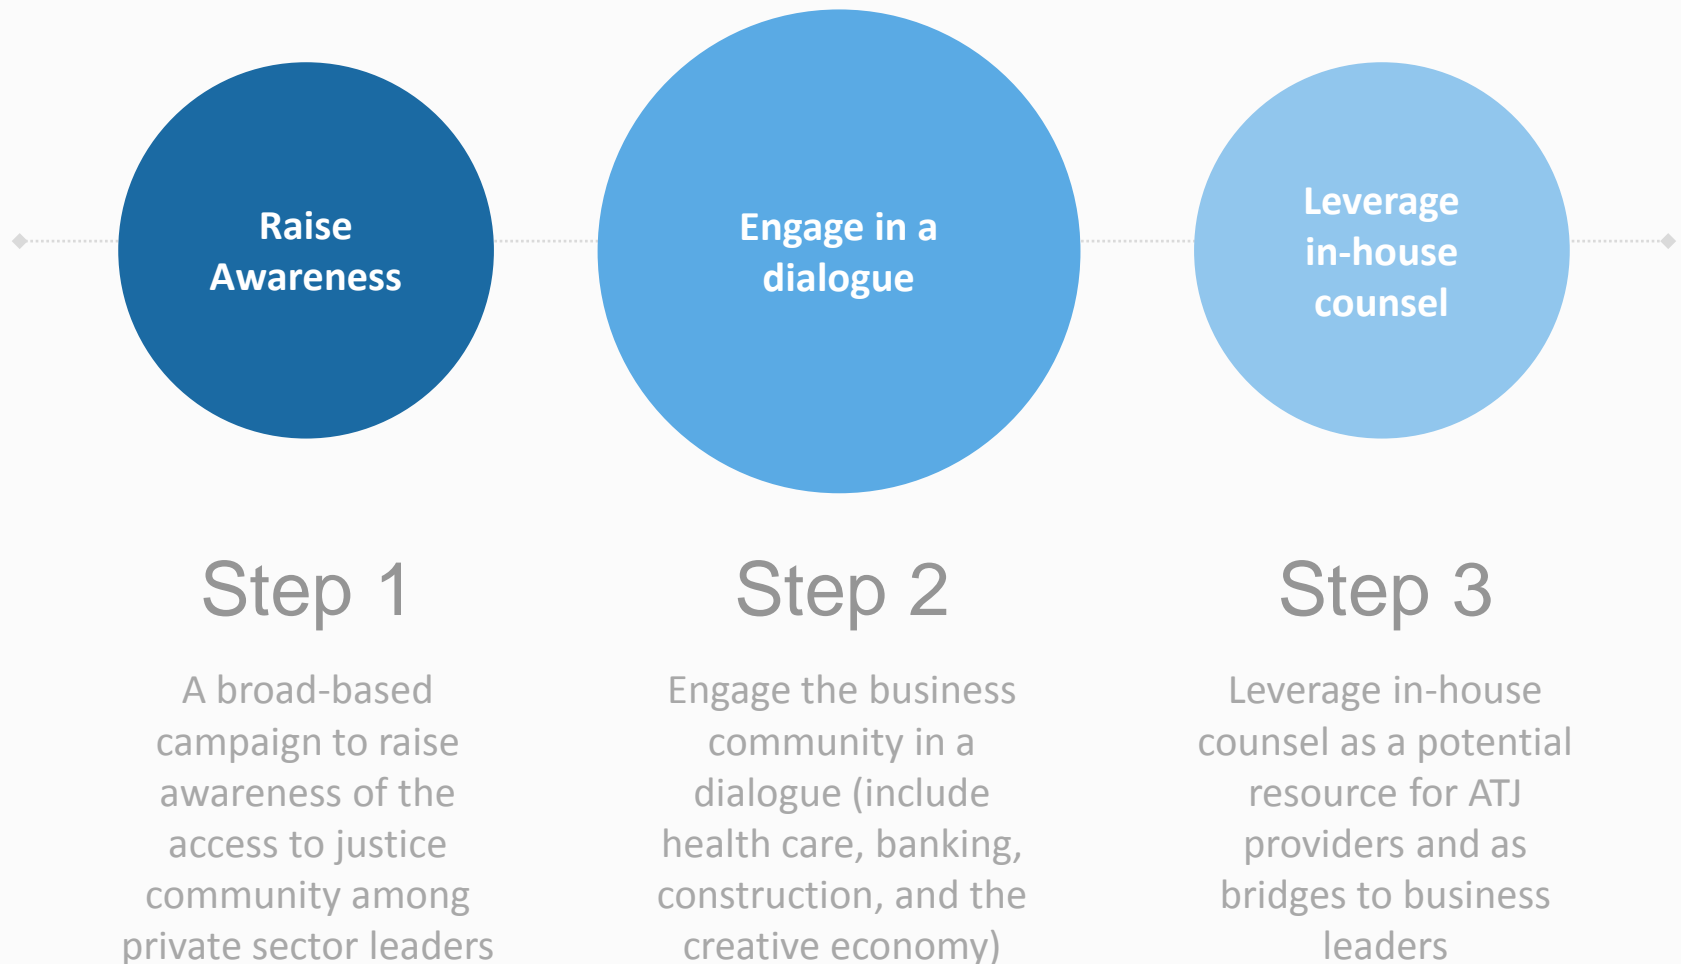 Raise
Awareness
Engage in a
dialogue
Leverage
in-house
counsel
Step 1
A broad-based
campaign to raise
awareness of the
access to justice
community among
private sector leaders
Step 2
Engage the business
community in a
dialogue (include
health care, banking,
construction, and the
creative economy)
Step 3
Leverage in-house
counsel as a potential
resource for ATJ
providers and as
bridges to business
leaders